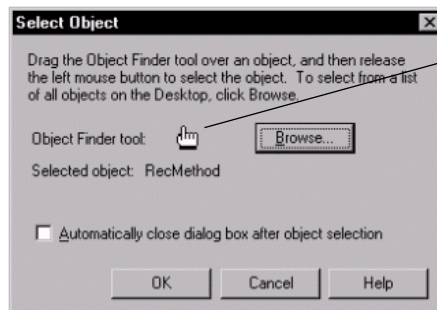 Select Object
Drag the Object Finder tool over an object, and then release
the left mouse button to select the object. To select from a list
of all objects on the Desktop, click Browse.
Object Finder tool:
Browse...
Selected object: RecMethod
Automatically close dialog box after object selection
OK Cancel Help